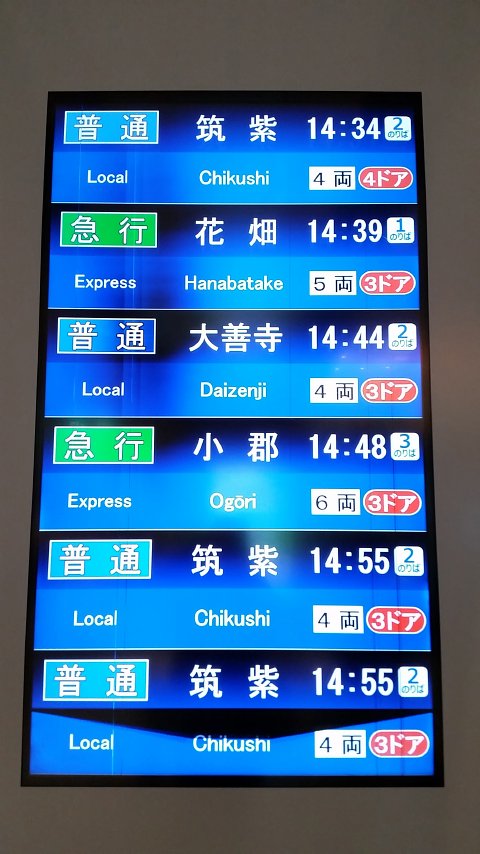 普通 筑紫 14:34 2 のりば
Local Chikushi 4両 4ドア
急行 花畑 14:39 1 のりば
Express Hanabatake 5両 3ドア
普通 大善寺 14:44 2 のりば
Local Daizenji 4両 3ドア
急行 小郡 14:48 3 のりば
Express Ogōri 6両 3ドア
普通 筑紫 14:55 2 のりば
Local Chikushi 4両 3ドア
普通 筑紫 14:55 2 のりば
Local Chikushi 4両 3ドア